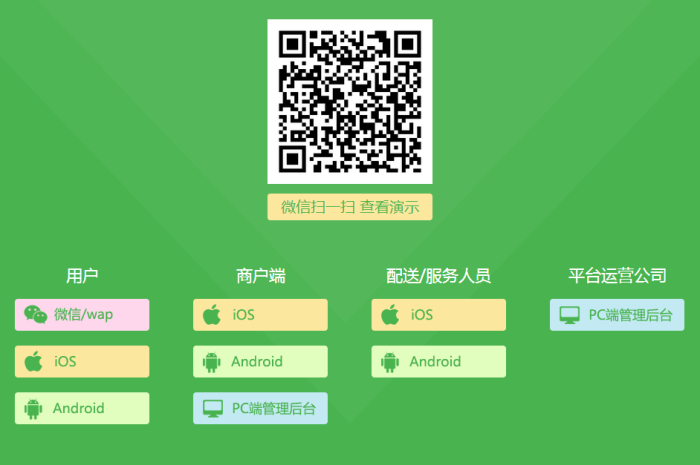 微信扫一扫 查看演示
用户
商户端
配送/服务人员
平台运营公司
微信/wap
iOS
iOS
PC端管理后台
iOS
Android
Android
Android
PC端管理后台